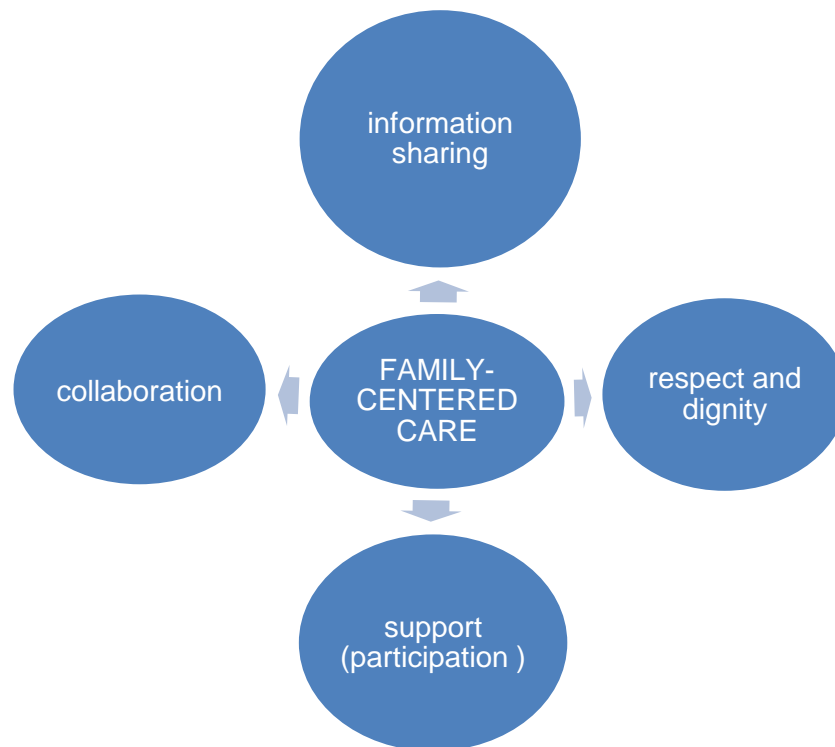 information
sharing
collaboration
FAMILY-
CENTERED
CARE
respect and
dignity
support
(participation )